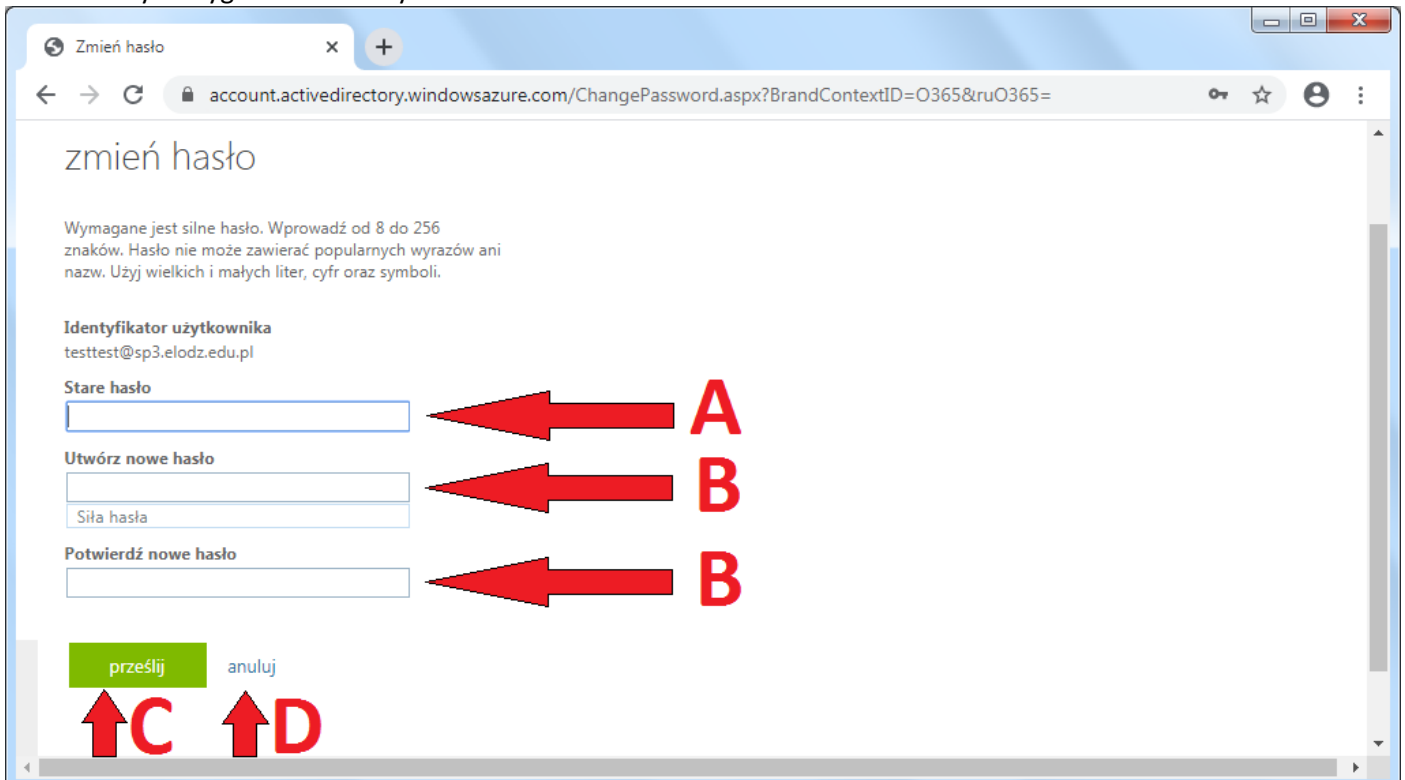 Zmień hasło
account.activedirectory.windowsazure.com/ChangePassword.aspx?BrandContextID=O365&ruO365=
zmień hasło
Wymagane jest silne hasło. Wprowadź od 8 do 256
znaków. Hasło nie może zawierać popularnych wyrazów ani
nazw. Użyj wielkich i małych liter, cyfr oraz symboli.
Identyfikator użytkownika
testtest@sp3.elodz.edu.pl
Stare hasło
A
Utwórz nowe hasło
B
Siła hasła
Potwierdź nowe hasło
B
prześlij anuluj
C D